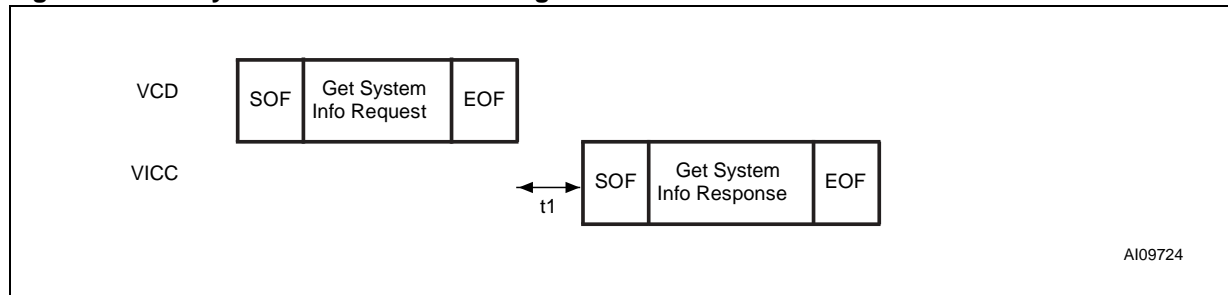 VCD
SOF
Get System
Info Request
EOF
VICC
t1
SOF
Get System
Info Response
EOF
AI09724